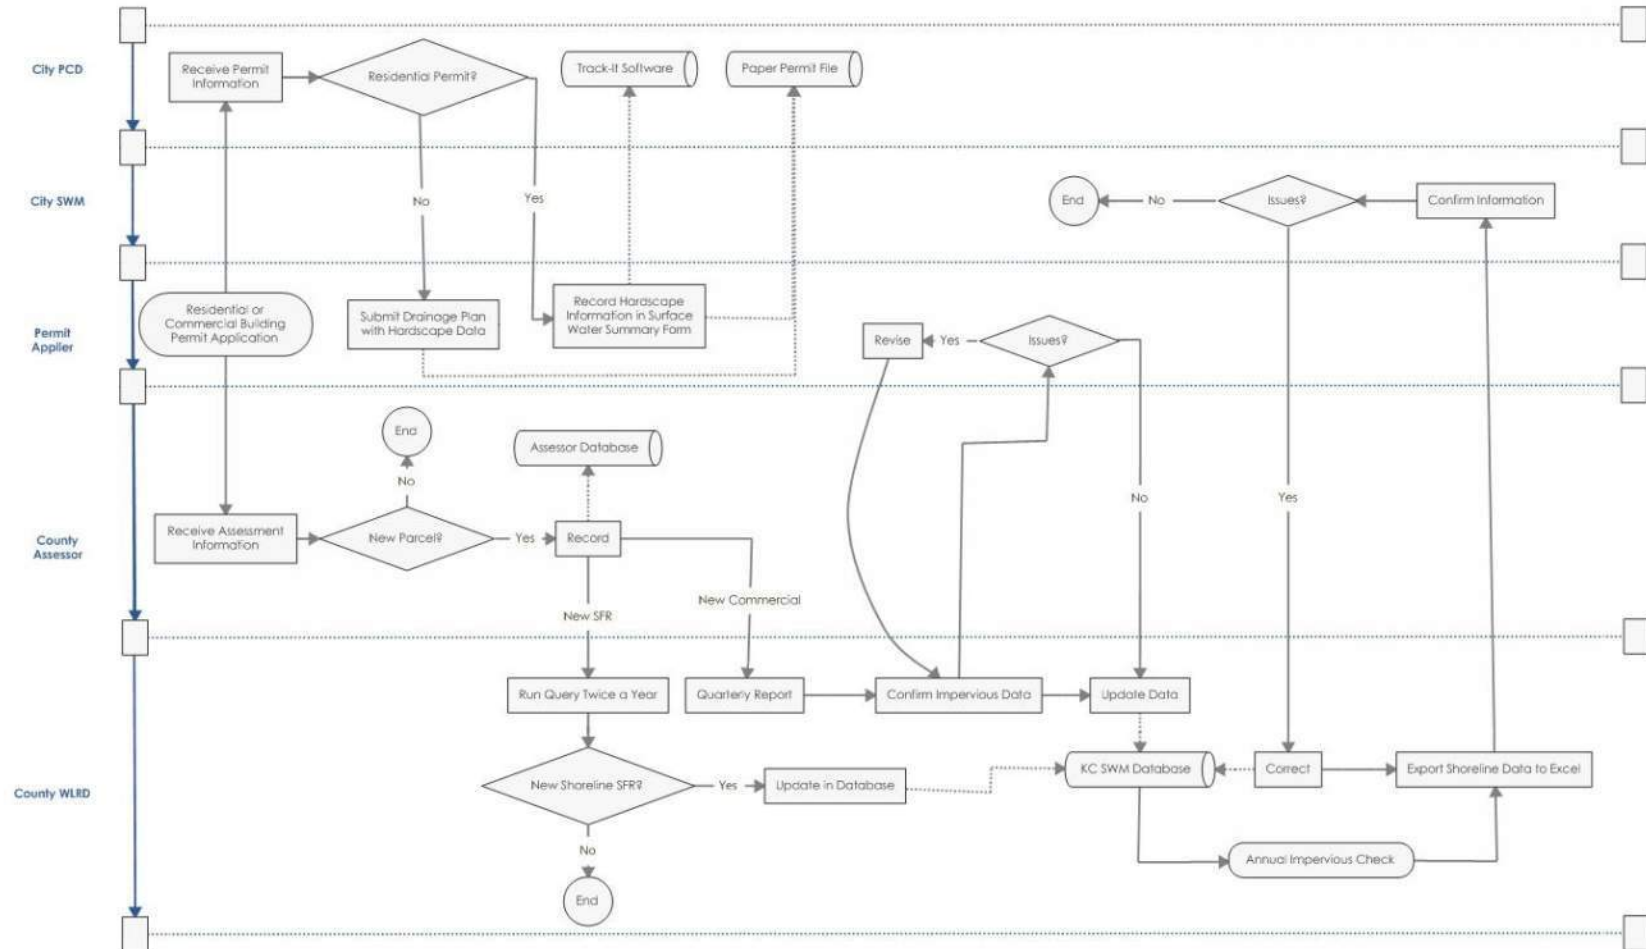 City PCD
Receive Permit
Information
Residential Permit?
Track-It Software
Paper Permit File
City SWM
No
Yes
End
No
Issues?
Confirm Information
Permit
Applier
Residential or
Commercial Building
Permit Application
Submit Drainage Plan
with Hardscape Data
Record Hardscape
Information in Surface
Water Summary Form
Revise
Yes
Issues?
End
No
Assessor Database
No
Yes
County
Assessor
Receive Assessment
Information
New Parcel?
Yes
Record
New SFR
New Commercial
County WLRD
Run Query Twice a Year
Quarterly Report
Confirm Impervious Data
Update Data
New Shoreline SFR?
Yes
Update in Database
KC SWM Database
Correct
Export Shoreline Data to Excel
No
Annual Impervious Check
End